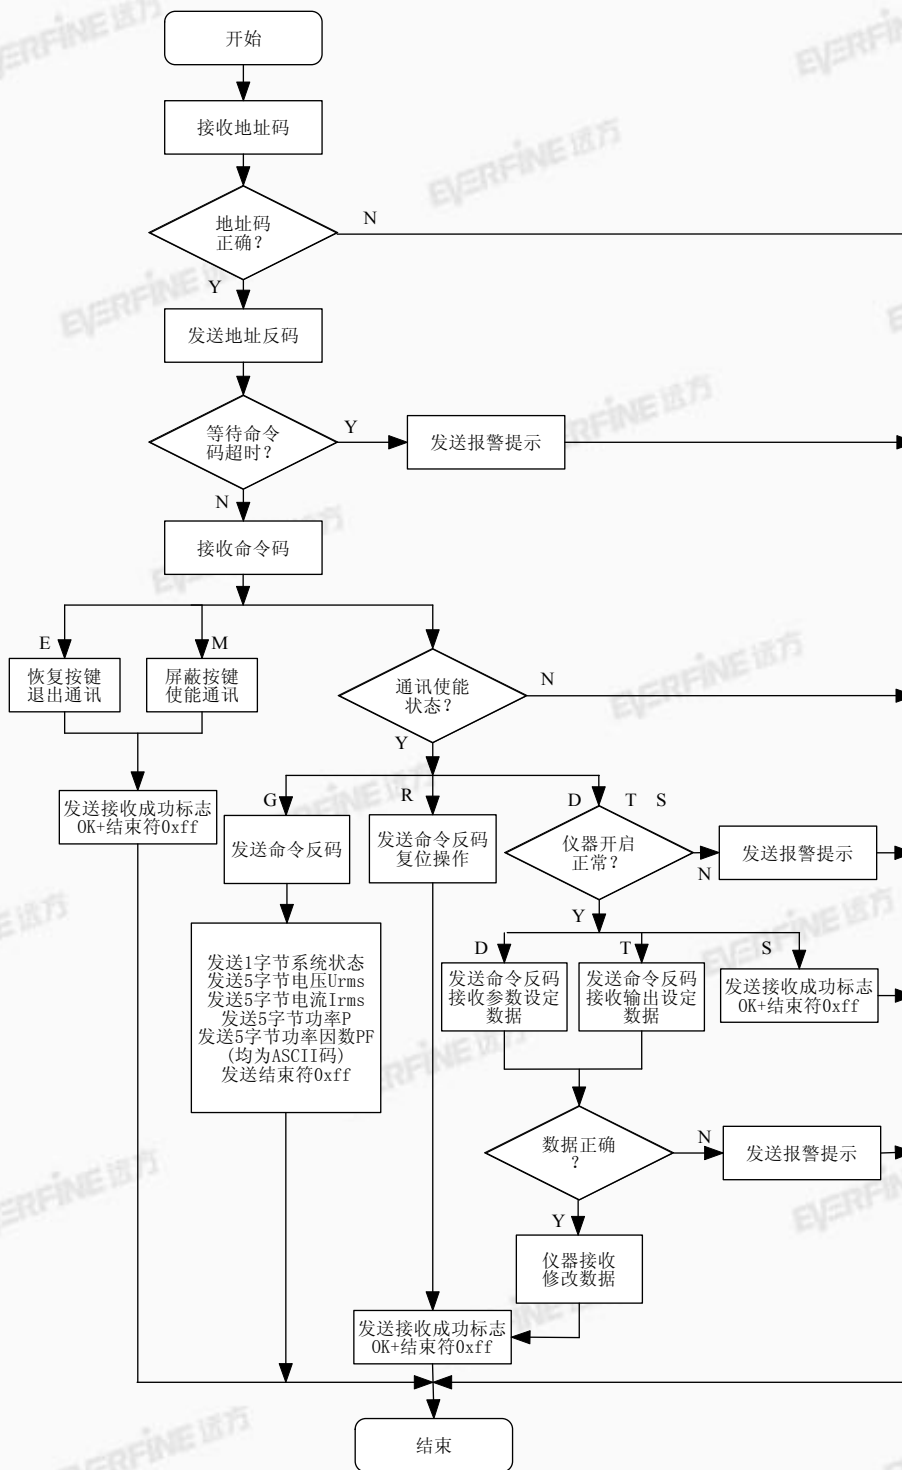 开始
接收地址码
地址码
正确？
N
Y
发送地址反码
等待命令
码超时？
Y
发送报警提示
N
接收命令码
E
M
恢复按键
退出通讯
屏蔽按键
使能通讯
通讯使能
状态？
N
Y
发送接收成功标志
OK+结束符0xff
G
R
D T S
发送命令反码
发送命令反码
复位操作
仪器开启
正常？
N
发送报警提示
Y
发送1字节系统状态
发送5字节电压Urms
发送5字节电流Irms
发送5字节功率P
发送5字节功率因数PF
(均为ASCII码)
发送结束符0xff
D
T
S
发送命令反码
接收参数设定
数据
发送命令反码
接收输出设定
数据
发送接收成功标志
OK+结束符0xff
数据正确
？
N
发送报警提示
Y
仪器接收
修改数据
发送接收成功标志
OK+结束符0xff
结束
EVERFINE远方